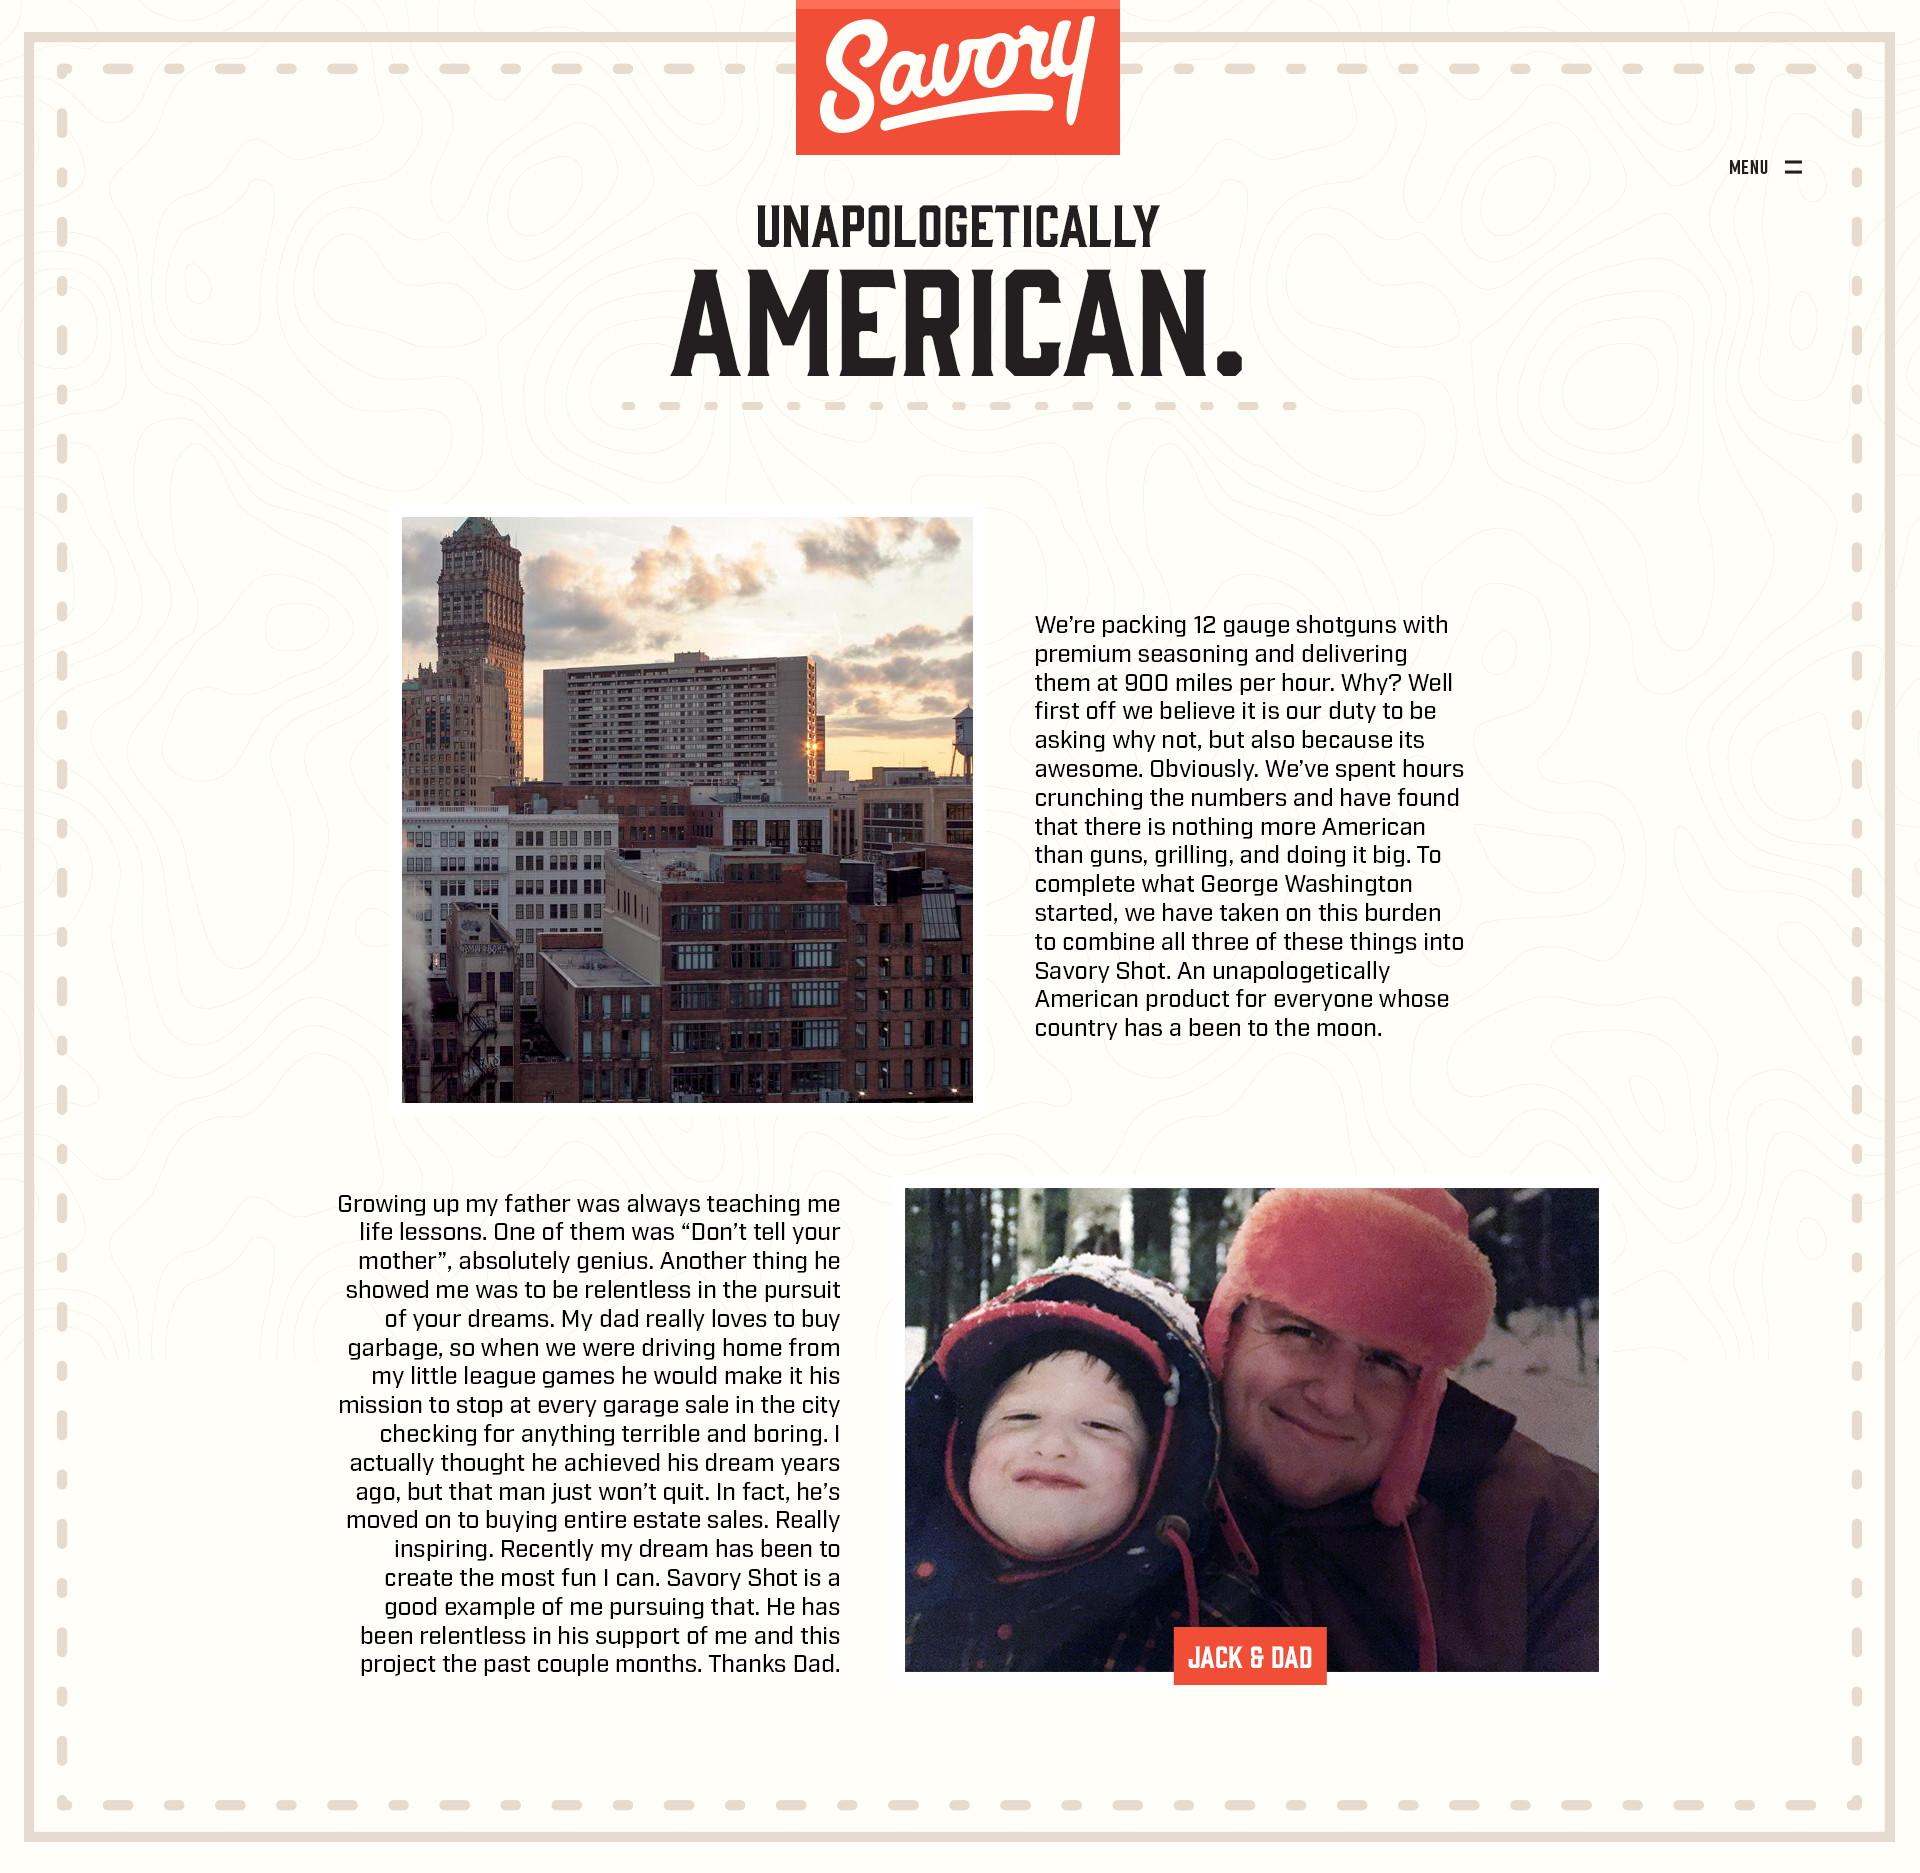 Savory
MENU
UNAPOLOGETICALLY
AMERICAN.
We’re packing 12 gauge shotguns with
premium seasoning and delivering
them at 900 miles per hour. Why? Well
first off we believe it is our duty to be
asking why not, but also because its
awesome. Obviously. We’ve spent hours
crunching the numbers and have found
that there is nothing more American
than guns, grilling, and doing it big. To
complete what George Washington
started, we have taken on this burden
to combine all three of these things into
Savory Shot. An unapologetically
American product for everyone whose
country has a been to the moon.
Growing up my father was always teaching me
life lessons. One of them was “Don’t tell your
mother”, absolutely genius. Another thing he
showed me was to be relentless in the pursuit
of your dreams. My dad really loves to buy
garbage, so when we were driving home from
my little league games he would make it his
mission to stop at every garage sale in the city
checking for anything terrible and boring. I
actually thought he achieved his dream years
ago, but that man just won’t quit. In fact, he’s
moved on to buying entire estate sales. Really
inspiring. Recently my dream has been to
create the most fun I can. Savory Shot is a
good example of me pursuing that. He has
been relentless in his support of me and this
project the past couple months. Thanks Dad.
JACK & DAD